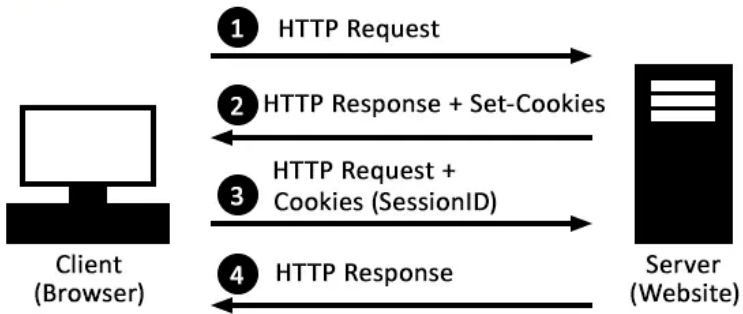 1 HTTP Request
2 HTTP Response + Set-Cookies
3 HTTP Request +
Cookies (SessionID)
4 HTTP Response
Client
(Browser)
Server
(Website)